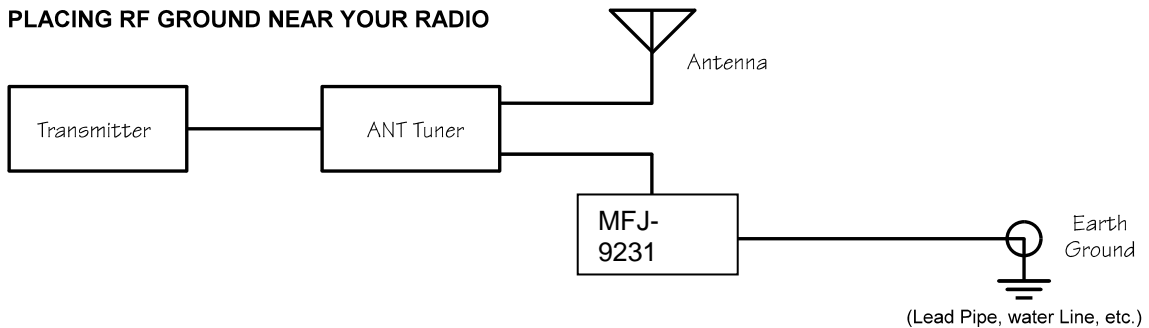 PLACING RF GROUND NEAR YOUR RADIO
Antenna
Transmitter
ANT Tuner
MFJ-
9231
Earth
Ground
(Lead Pipe, water Line, etc.)